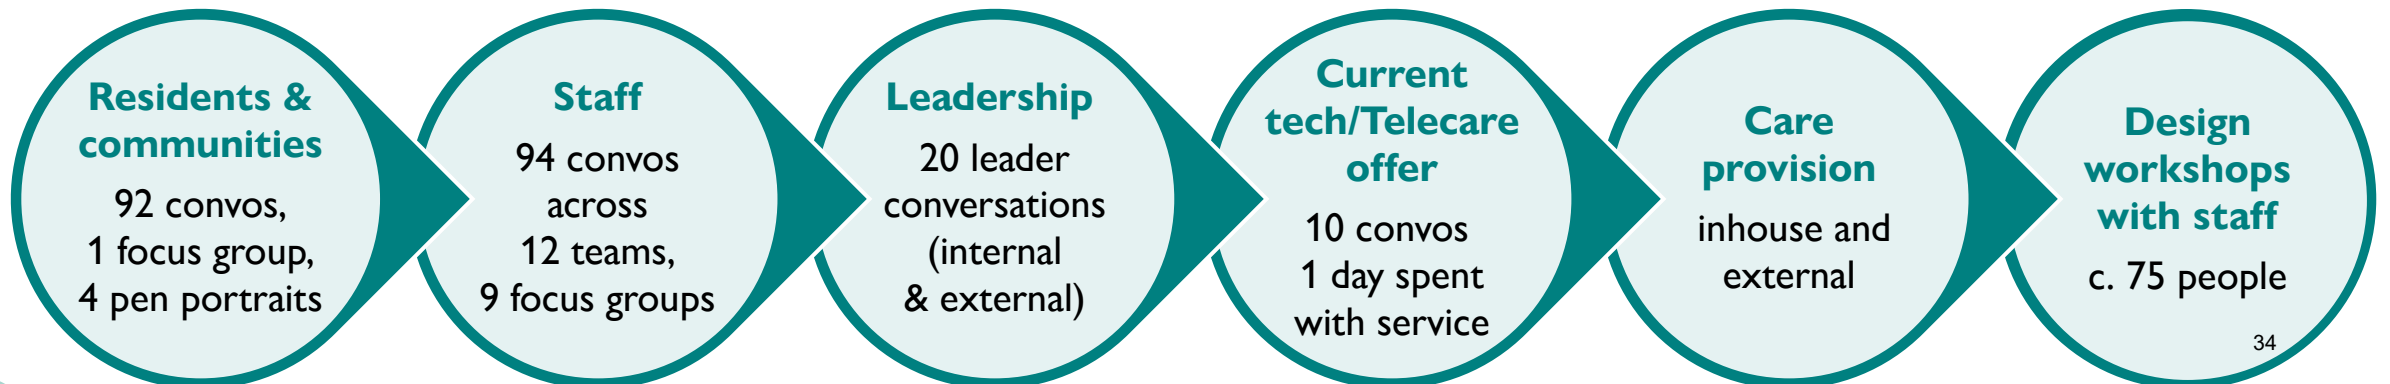 Residents &
communities
92 convos,
1 focus group,
4 pen portraits
Staff
94 convos
across
12 teams,
9 focus groups
Leadership
20 leader
conversations
(internal
& external)
Current
tech/Telecare
offer
10 convos
1 day spent
with service
Care
provision
inhouse and
external
Design
workshops
with staff
c. 75 people
34